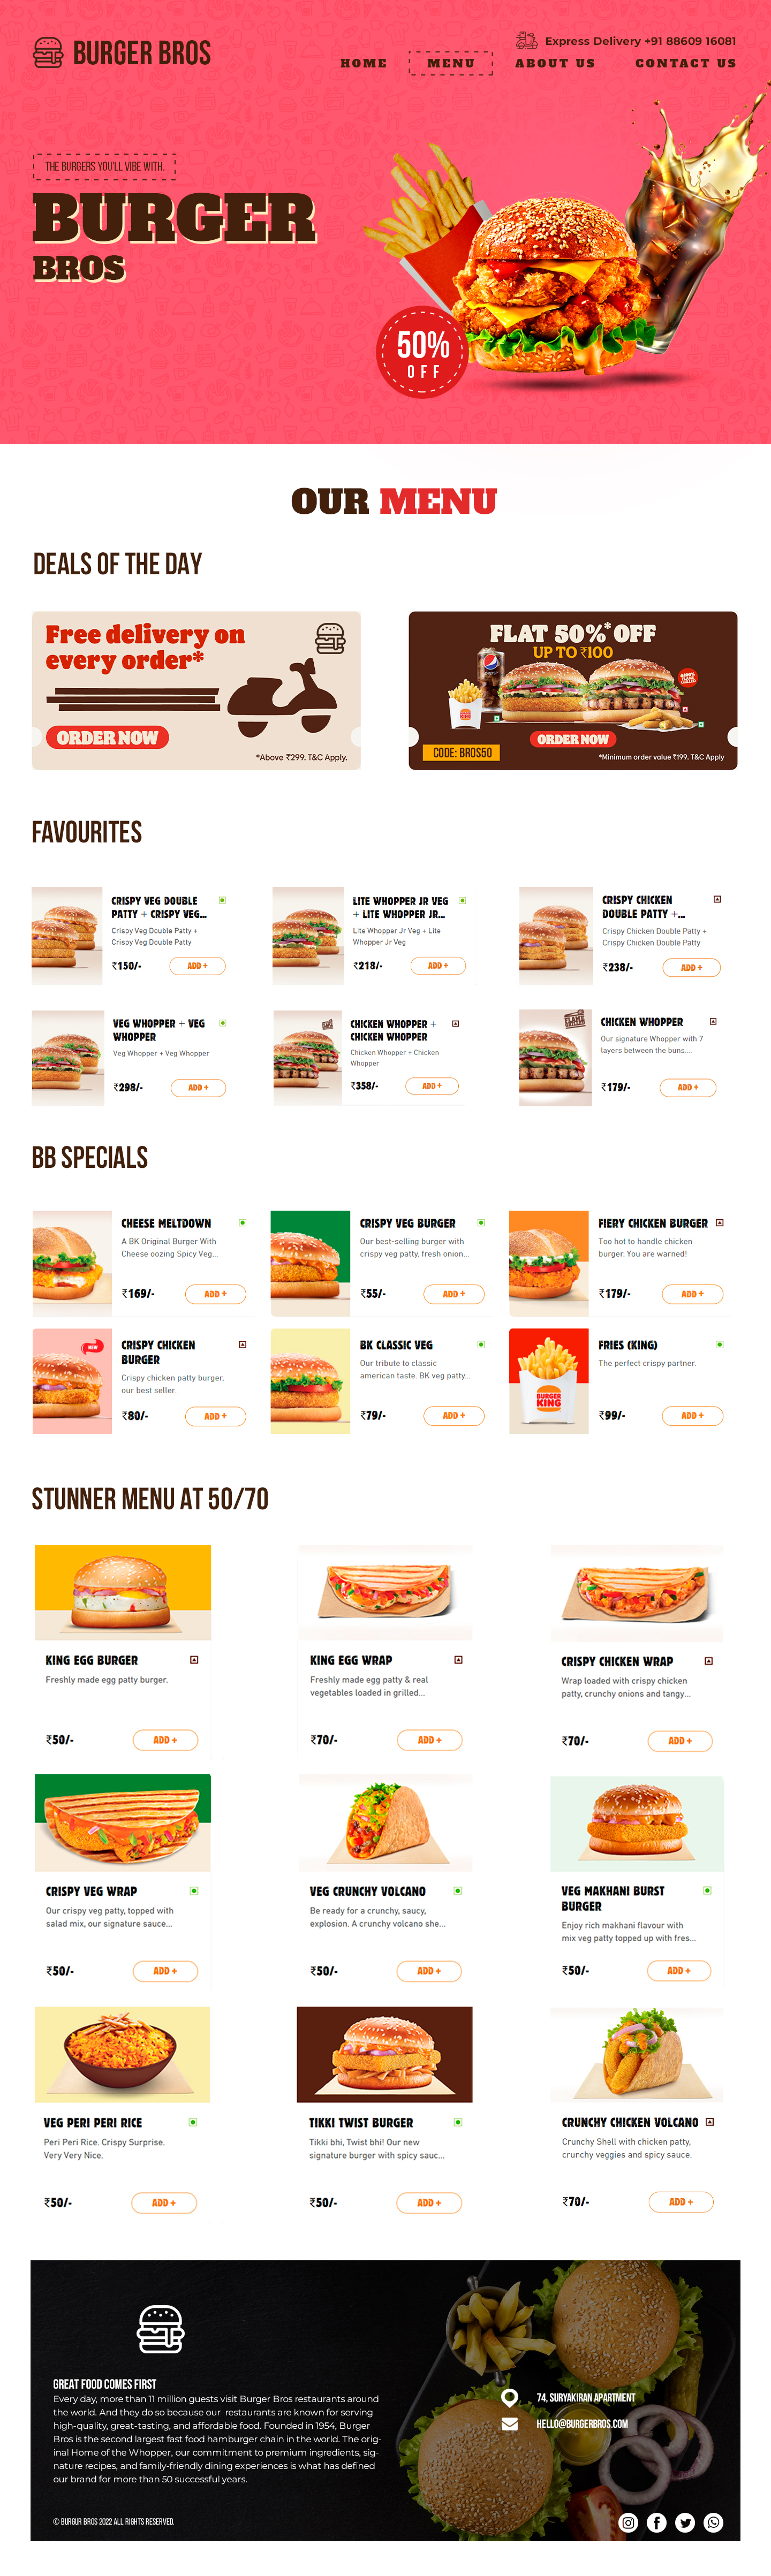 BURGER BROS
Express Delivery +91 88609 16081
HOME MENU ABOUT US CONTACT US
THE BURGERS YOU'LL VIBE WITH.
BURGER
BROS
50%
OFF
OUR MENU
DEALS OF THE DAY
Free delivery on
every order*
ORDER NOW
*Above ₹299. T&C Apply.
FLAT 50%* OFF
UP TO ₹100
ORDER NOW
CODE: BROS50
*Minimum order value ₹199. T&C Apply
FAVOURITES
CRISPY VEG DOUBLE
PATTY + CRISPY VEG...
Crispy Veg Double Patty +
Crispy Veg Double Patty
₹150/- ADD +
LITE WHOPPER JR VEG
+ LITE WHOPPER JR...
Lite Whopper Jr Veg + Lite
Whopper Jr Veg
₹218/- ADD +
CRISPY CHICKEN
DOUBLE PATTY +...
Crispy Chicken Double Patty +
Crispy Chicken Double Patty
₹238/- ADD +
VEG WHOPPER + VEG
WHOPPER
Veg Whopper + Veg Whopper
₹298/- ADD +
CHICKEN WHOPPER +
CHICKEN WHOPPER
Chicken Whopper + Chicken
Whopper
₹358/- ADD +
CHICKEN WHOPPER
Our signature Whopper with 7
layers between the buns...
₹179/- ADD +
BB SPECIALS
CHEESE MELTDOWN
A BK Original Burger With
Cheese oozing Spicy Veg...
₹169/- ADD +
CRISPY VEG BURGER
Our best-selling burger with
crispy veg patty, fresh onion...
₹55/- ADD +
FIERY CHICKEN BURGER
Too hot to handle chicken
burger. You are warned!
₹179/- ADD +
NEW
CRISPY CHICKEN
BURGER
Crispy chicken patty burger,
our best seller.
₹80/- ADD +
BK CLASSIC VEG
Our tribute to classic
american taste. BK veg patty...
₹79/- ADD +
BURGER
KING
FRIES (KING)
The perfect crispy partner.
₹99/- ADD +
STUNNER MENU AT 50/70
KING EGG BURGER
Freshly made egg patty burger.
₹50/- ADD +
KING EGG WRAP
Freshly made egg patty & real
vegetables loaded in grilled...
₹70/- ADD +
CRISPY CHICKEN WRAP
Wrap loaded with crispy chicken
patty, crunchy onions and tangy...
₹70/- ADD +
CRISPY VEG WRAP
Our crispy veg patty, topped with
salad mix, our signature sauce...
₹50/- ADD +
VEG CRUNCHY VOLCANO
Be ready for a crunchy, saucy,
explosion. A crunchy volcano she...
₹50/- ADD +
VEG MAKHANI BURST
BURGER
Enjoy rich makhani flavour with
mix veg patty topped up with fres...
₹50/- ADD +
VEG PERI PERI RICE
Peri Peri Rice. Crispy Surprise.
Very Very Nice.
₹50/- ADD +
TIKKI TWIST BURGER
Tikki bhi, Twist bhi! Our new
signature burger with spicy sauc...
₹50/- ADD +
CRUNCHY CHICKEN VOLCANO
Crunchy Shell with chicken patty,
crunchy veggies and spicy sauce.
₹70/- ADD +
GREAT FOOD COMES FIRST
Every day, more than 11 million guests visit Burger Bros restaurants around
the world. And they do so because our restaurants are known for serving
high-quality, great-tasting, and affordable food. Founded in 1954, Burger
Bros is the second largest fast food hamburger chain in the world. The orig-
inal Home of the Whopper, our commitment to premium ingredients, sig-
nature recipes, and family-friendly dining experiences is what has defined
our brand for more than 50 successful years.
74, SURYAKIRAN APARTMENT
HELLO@BURGERBROS.COM
© BURGUR BROS 2022 ALL RIGHTS RESERVED.